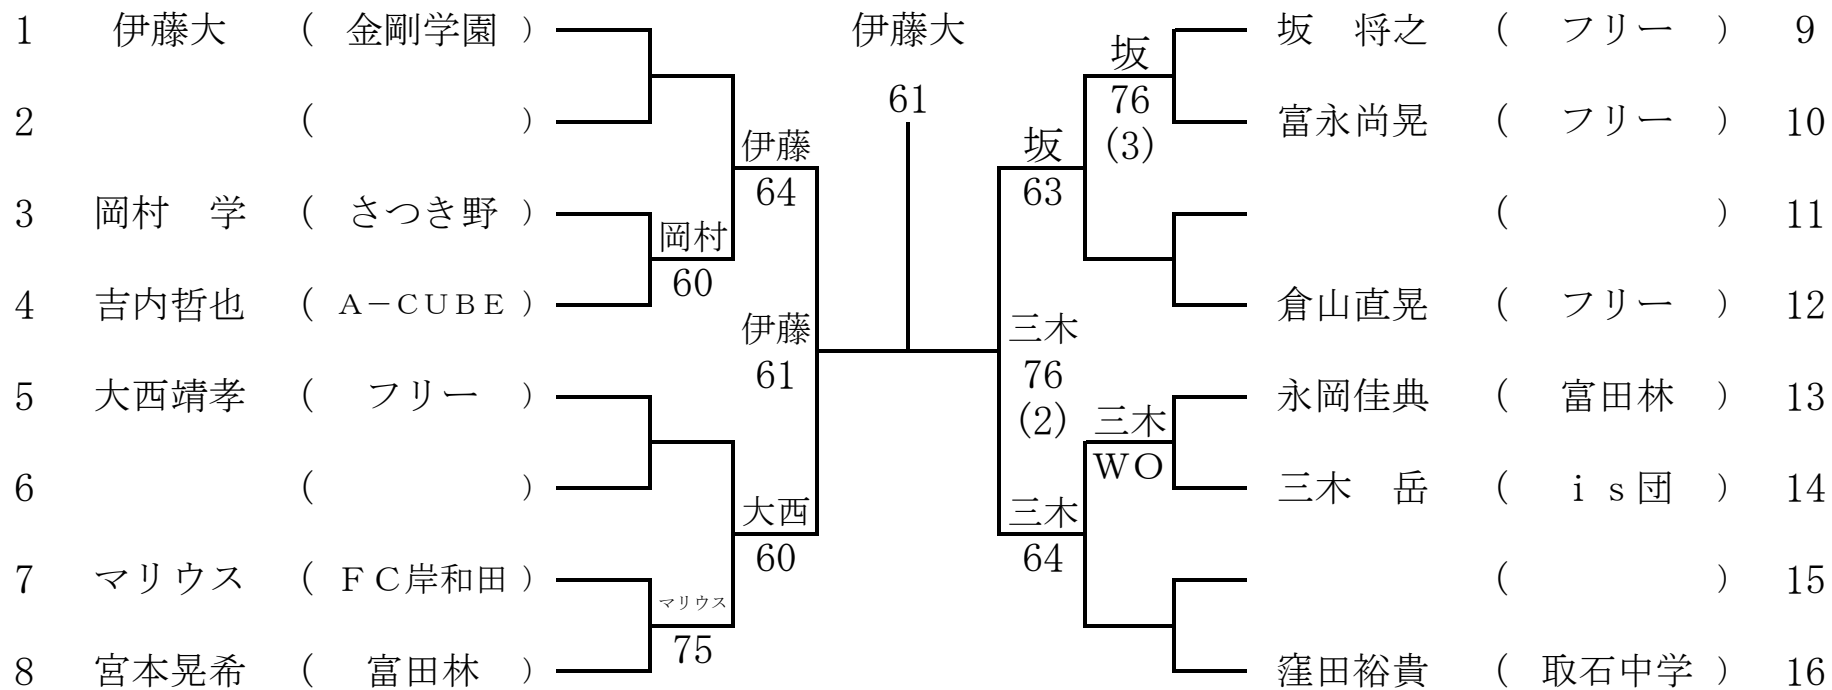 1 伊藤大 ( 金剛学園 )
2 ( )
3 岡村 学 ( さつき野 )
4 吉内哲也 ( A-CUBE )
5 大西靖孝 ( フリー )
6 ( )
7 マリウス ( FC岸和田 )
8 宮本晃希 ( 富田林 )
岡村
60
マリウス
75
伊藤
64
大西
60
伊藤
61
伊藤大
61
三木
76
(2)
坂
63
三木
64
坂
76
(3)
三木
WO
坂 将之 ( フリー ) 9
富永尚晃 ( フリー ) 10
( ) 11
倉山直晃 ( フリー ) 12
永岡佳典 ( 富田林 ) 13
三木 岳 ( is団 ) 14
( ) 15
窪田裕貴 ( 取石中学 ) 16